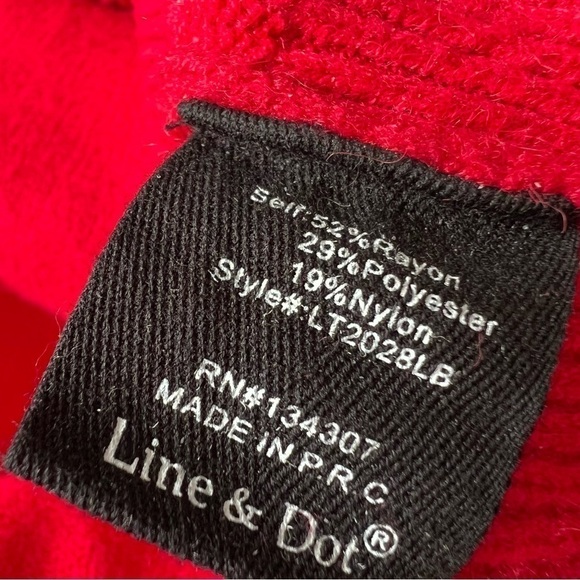 Self:52%Rayon
29%Polyester
19%Nylon
Style#:LT2028LB
RN#134307
MADE IN P.R.C
Line & Dot®